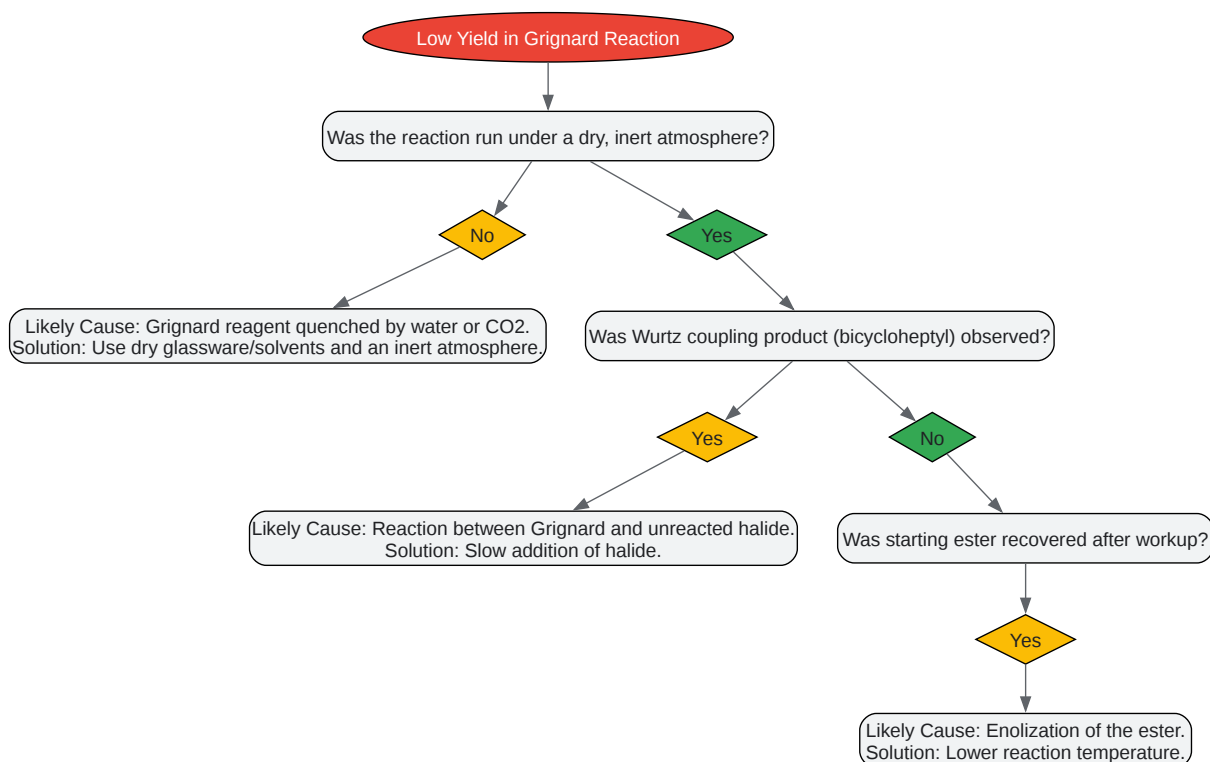 Low Yield in Grignard Reaction
Was the reaction run under a dry, inert atmosphere?
No
Yes
Likely Cause: Grignard reagent quenched by water or CO2.
Solution: Use dry glassware/solvents and an inert atmosphere.
Was Wurtz coupling product (bicycloheptyl) observed?
Yes
No
Likely Cause: Reaction between Grignard and unreacted halide.
Solution: Slow addition of halide.
Was starting ester recovered after workup?
Yes
Likely Cause: Enolization of the ester.
Solution: Lower reaction temperature.